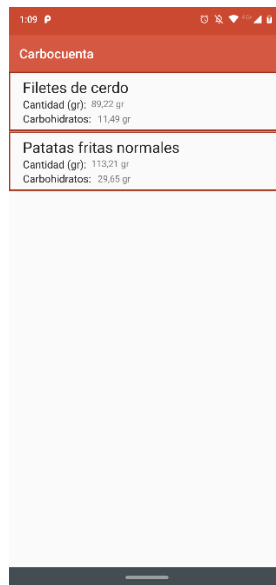 1:09
Carbocuenta
Filetes de cerdo
Cantidad (gr): 89,22 gr
Carbohidratos: 11,49 gr
Patatas fritas normales
Cantidad (gr): 113,21 gr
Carbohidratos: 29,65 gr